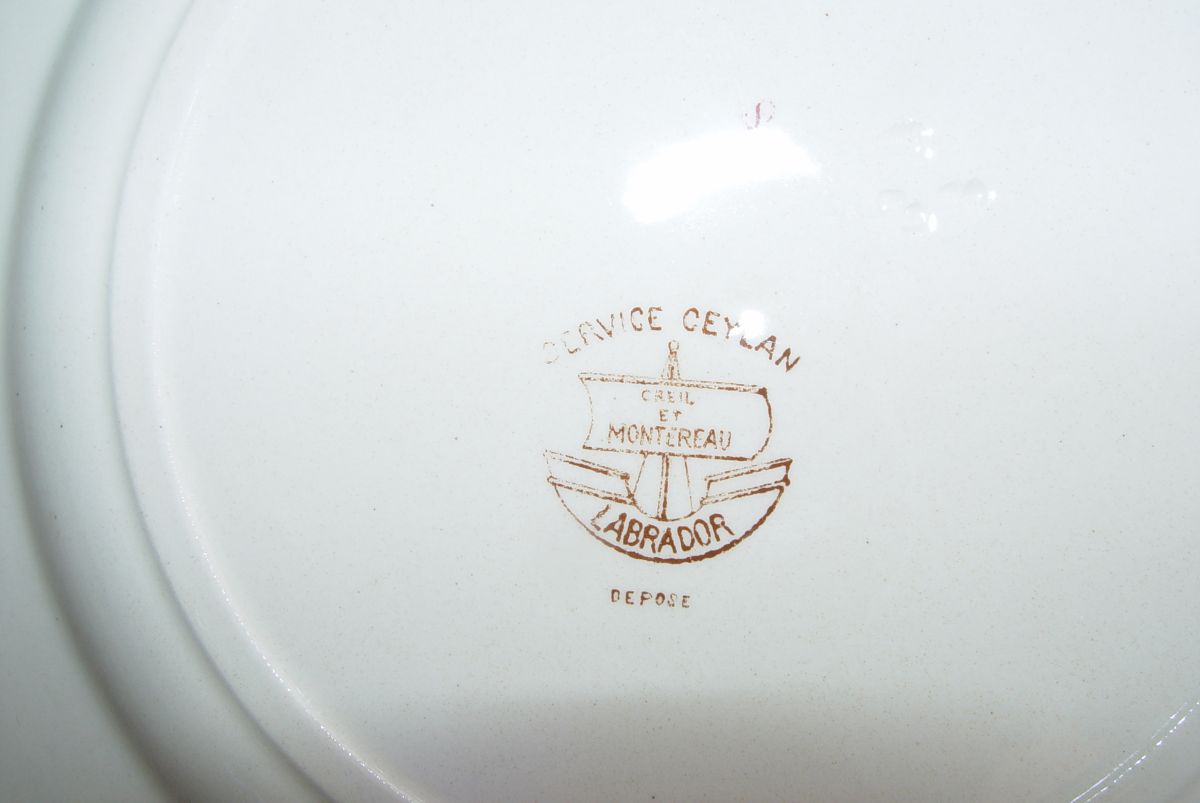 SERVICE CEYLAN
CREIL
ET
MONTEREAU
LABRADOR
DEPOSE